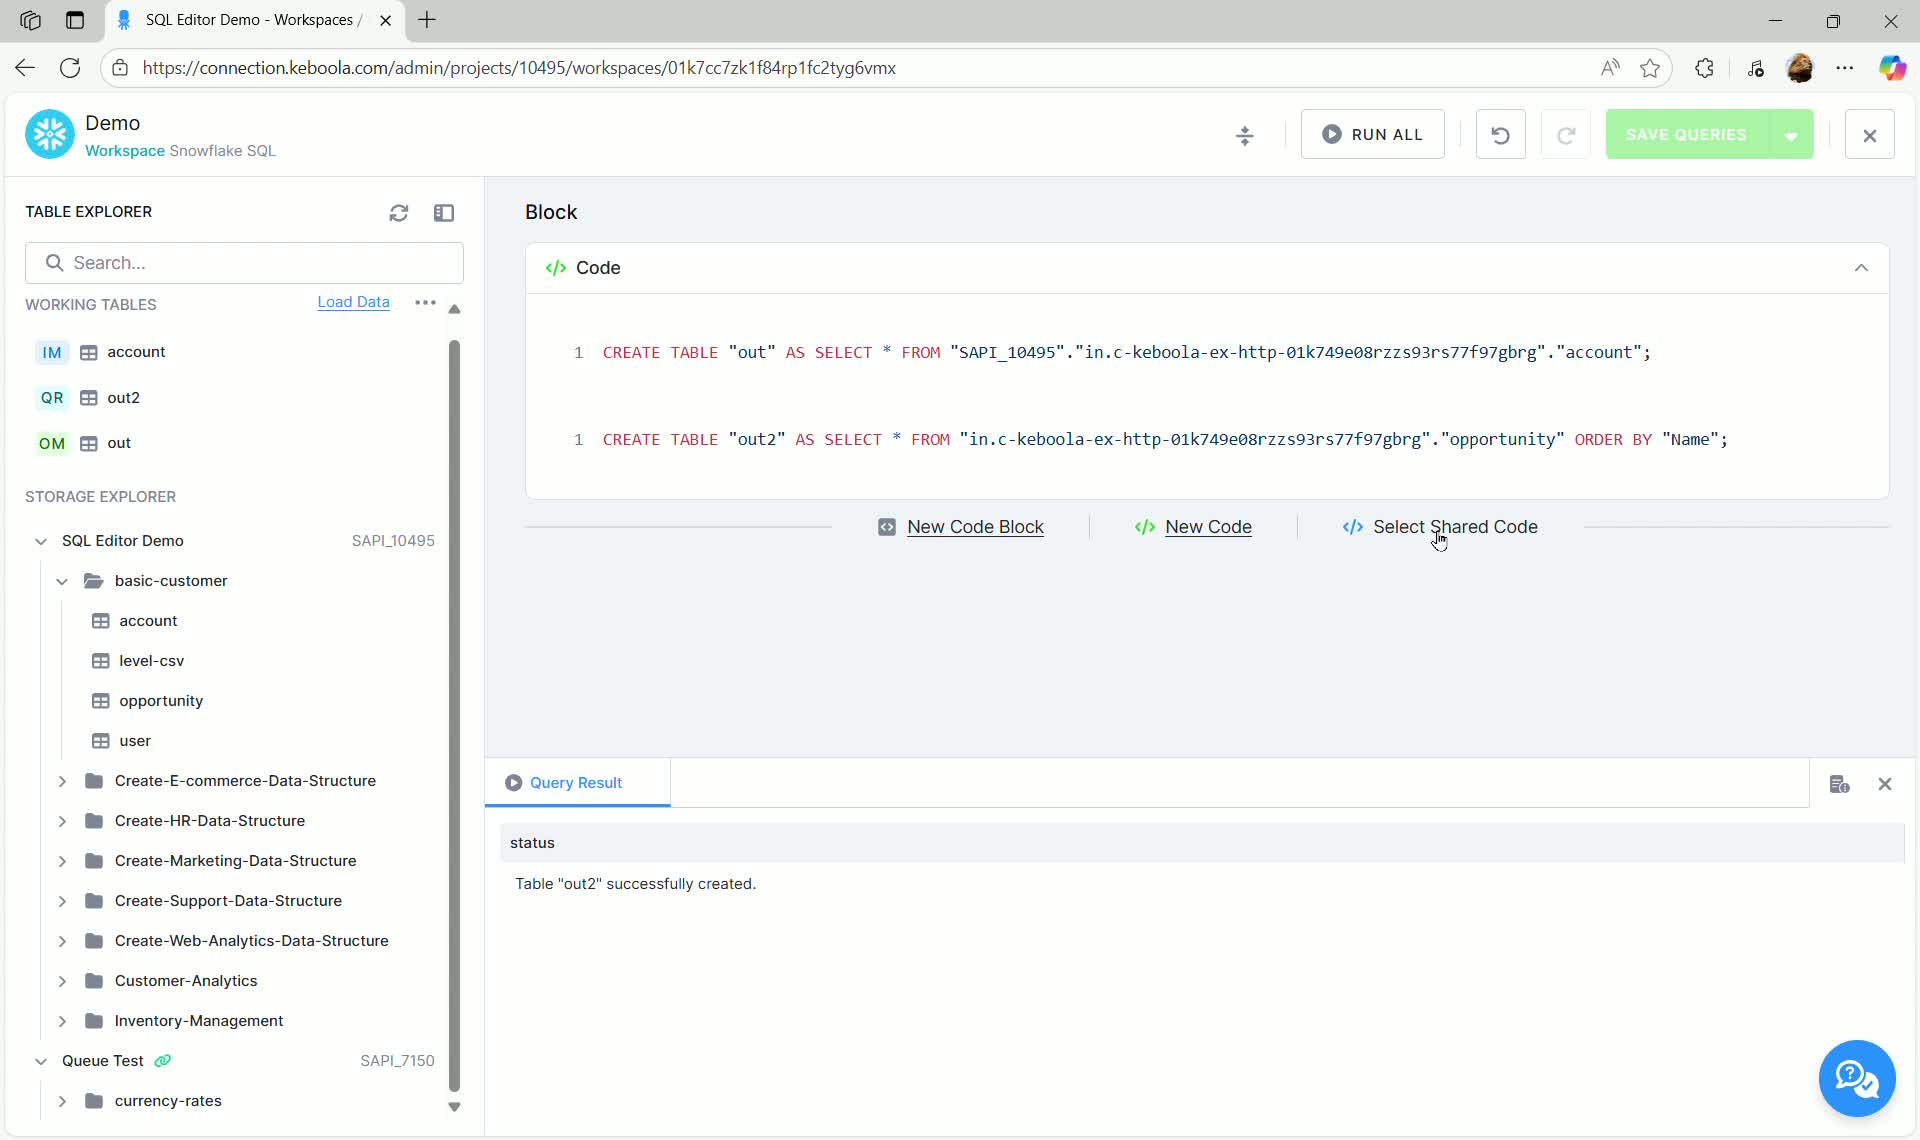 SQL Editor Demo - Workspaces /
https://connection.keboola.com/admin/projects/10495/workspaces/01k7cc7zk1f84rp1fc2tyg6vmx
Demo
Workspace Snowflake SQL
RUN ALL
SAVE QUERIES
TABLE EXPLORER
Search...
WORKING TABLES
Load Data
IM account
QR out2
OM out
STORAGE EXPLORER
SQL Editor Demo SAPI_10495
basic-customer
account
level-csv
opportunity
user
Create-E-commerce-Data-Structure
Create-HR-Data-Structure
Create-Marketing-Data-Structure
Create-Support-Data-Structure
Create-Web-Analytics-Data-Structure
Customer-Analytics
Inventory-Management
Queue Test SAPI_7150
currency-rates
Block
</> Code
1 CREATE TABLE "out" AS SELECT * FROM "SAPI_10495"."in.c-keboola-ex-http-01k749e08rzzs93rs77f97gbrg"."account";
1 CREATE TABLE "out2" AS SELECT * FROM "in.c-keboola-ex-http-01k749e08rzzs93rs77f97gbrg"."opportunity" ORDER BY "Name";
New Code Block
</> New Code
</> Select Shared Code
Query Result
status
Table "out2" successfully created.